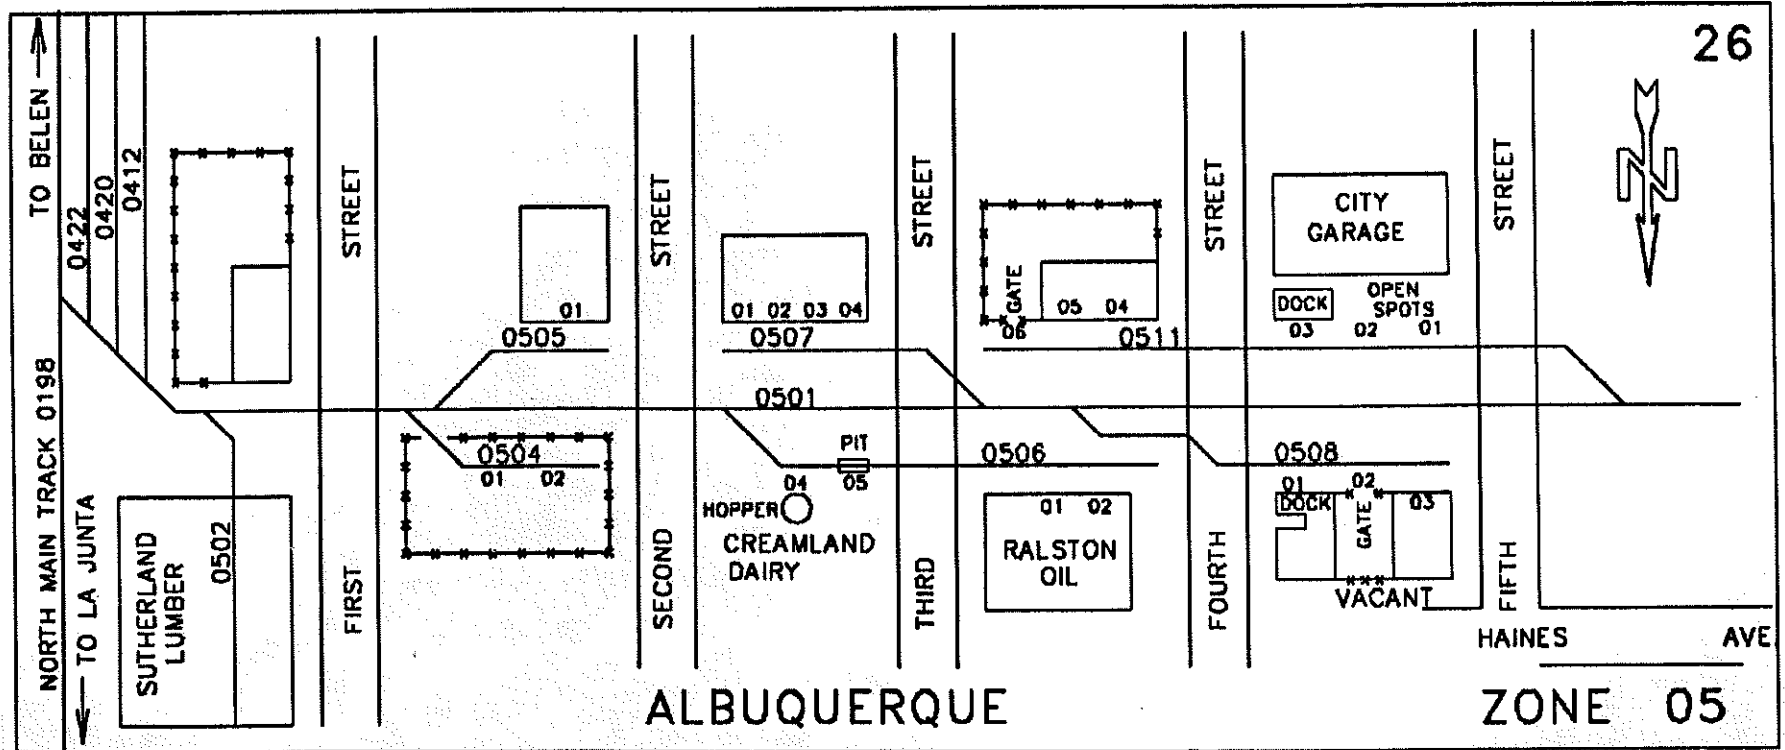 26
TO BELEN
0422
0420
0412
STREET
STREET
STREET
STREET
STREET
CITY
GARAGE
N
GATE
01
01 02 03 04
05 04
06
DOCK
OPEN
SPOTS
03 02 01
0505
0507
0511
NORTH MAIN TRACK 0198
0501
0504
01 02
PIT
04 05
0506
0508
HOPPER
CREAMLAND
DAIRY
01 02
RALSTON
OIL
01 02 03
DOCK
GATE
VACANT
TO LA JUNTA
SUTHERLAND
LUMBER
0502
FIRST
SECOND
THIRD
FOURTH
FIFTH
HAINES AVE
ALBUQUERQUE
ZONE 05